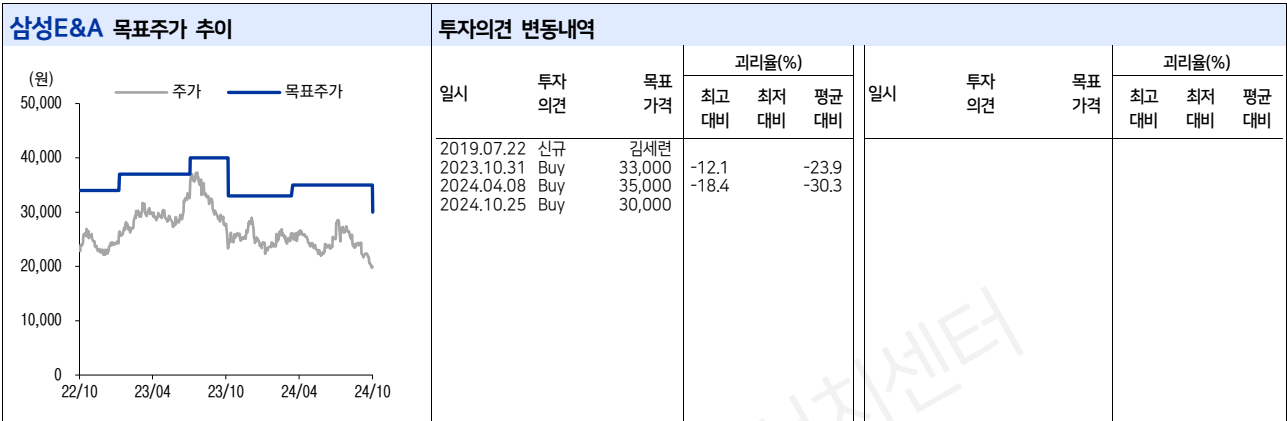 삼성E&A 목표주가 추이
(원)
주가
목표주가
50,000
40,000
30,000
20,000
10,000
0
22/10 23/04 23/10 24/04 24/10
투자의견 변동내역
일시 투자의견 목표가격 괴리율(%)
최고대비 최저대비 평균대비
일시 투자의견 목표가격 괴리율(%)
최고대비 최저대비 평균대비
2019.07.22 신규 김세련
2023.10.31 Buy 33,000 -12.1 -23.9
2024.04.08 Buy 35,000 -18.4 -30.3
2024.10.25 Buy 30,000